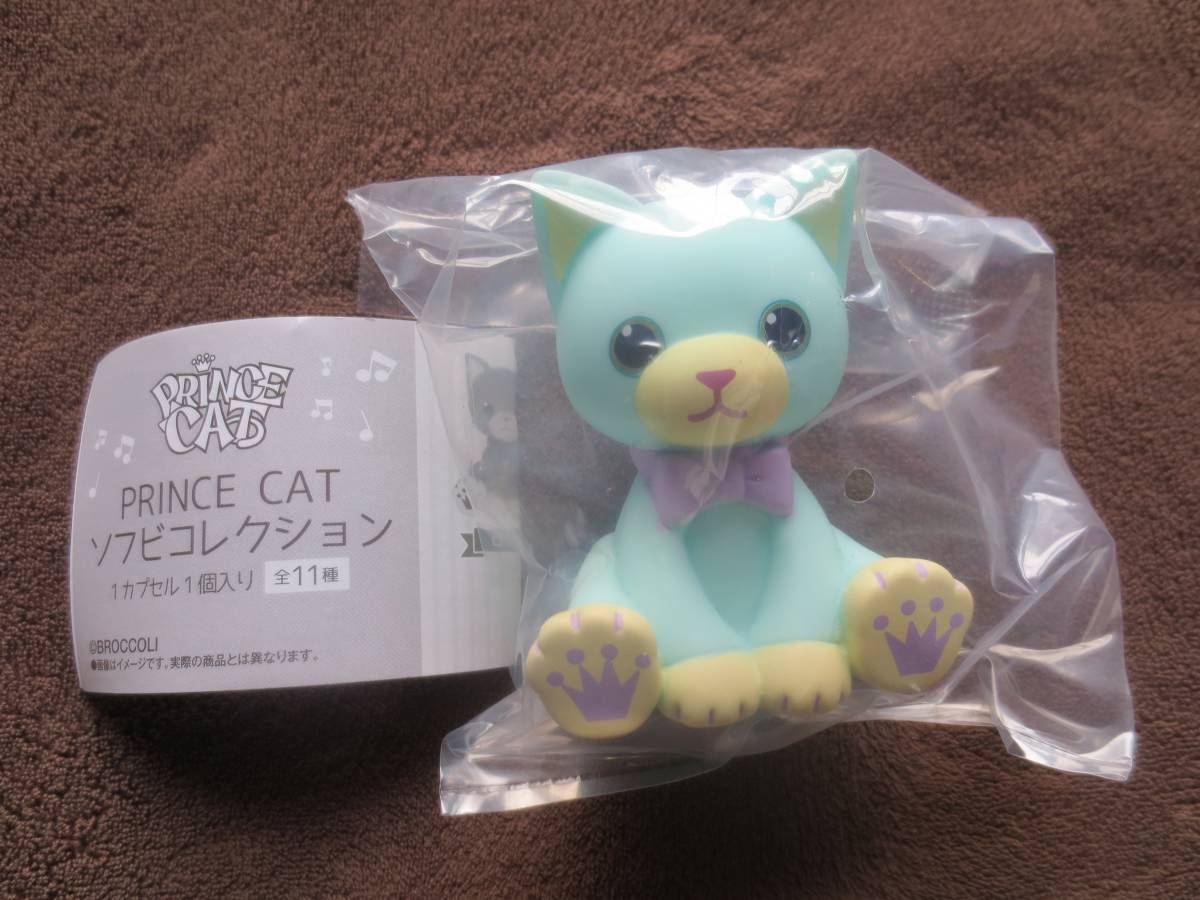 PRINCE
CAT
PRINCE CAT
ソフビコレクション
1カプセル1個入り 全11種
©BROCCOLI
●画像はイメージです。実際の商品とは異なります。